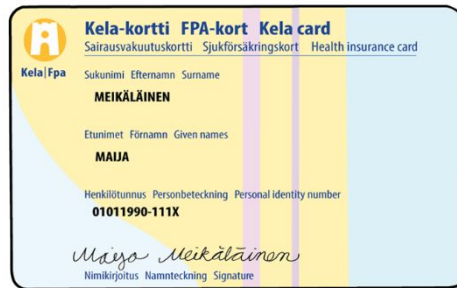 Kela-kortti FPA-kort Kela card
Sairausvakuutuskortti Sjukförsäkringskort Health insurance card
Kela|Fpa
Sukunimi Efternamn Surname
MEIKÄLÄINEN
Etunimet Förnamn Given names
MAIJA
Henkilötunnus Personbeteckning Personal identity number
01011990-111X
Maija Meikäläinen
Nimikirjoitus Namnteckning Signature